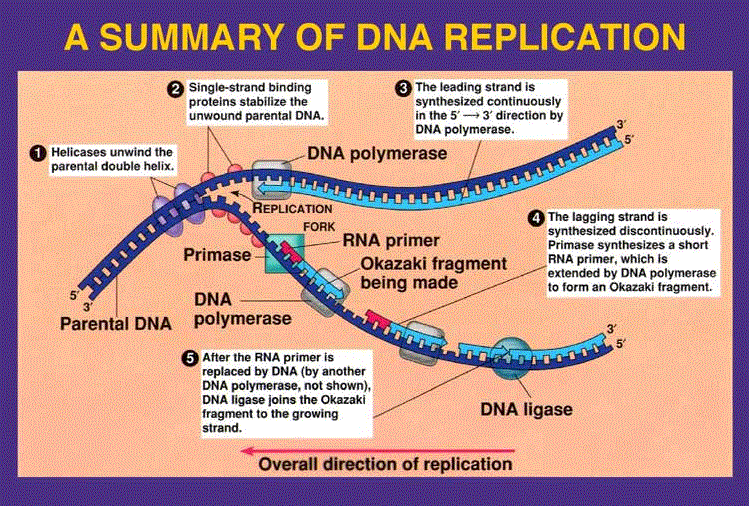 A SUMMARY OF DNA REPLICATION
2 Single-strand binding
proteins stabilize the
unwound parental DNA.
3 The leading strand is
synthesized continuously
in the 5′ → 3′ direction by
DNA polymerase.
1 Helicases unwind the
parental double helix.
DNA polymerase
3′
5′
REPLICATION
FORK
4 The lagging strand is
synthesized discontinuously.
Primase synthesizes a short
RNA primer, which is
extended by DNA polymerase
to form an Okazaki fragment.
Primase
RNA primer
Okazaki fragment
being made
5′
3′
Parental DNA
DNA
polymerase
3′
5′
5 After the RNA primer is
replaced by DNA (by another
DNA polymerase, not shown),
DNA ligase joins the Okazaki
fragment to the growing
strand.
DNA ligase
Overall direction of replication